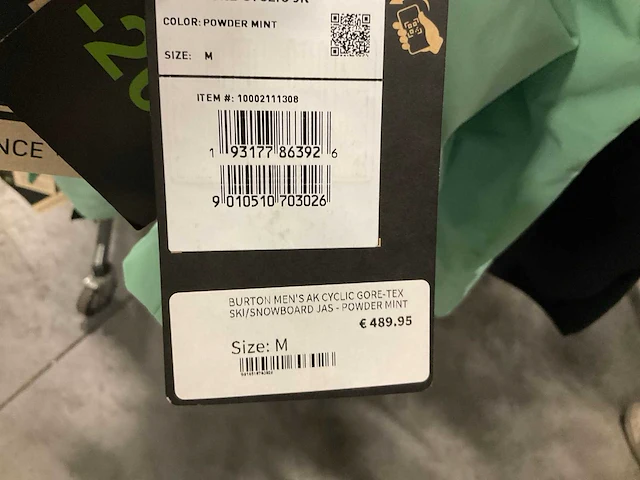 COLOR: POWDER MINT
SIZE: M
-20
NCE
ITEM #: 10002111308
1 93177 86392 6
9 010510 703026
BURTON MEN'S AK CYCLIC GORE-TEX
SKI/SNOWBOARD JAS - POWDER MINT
€ 489.95
Size: M